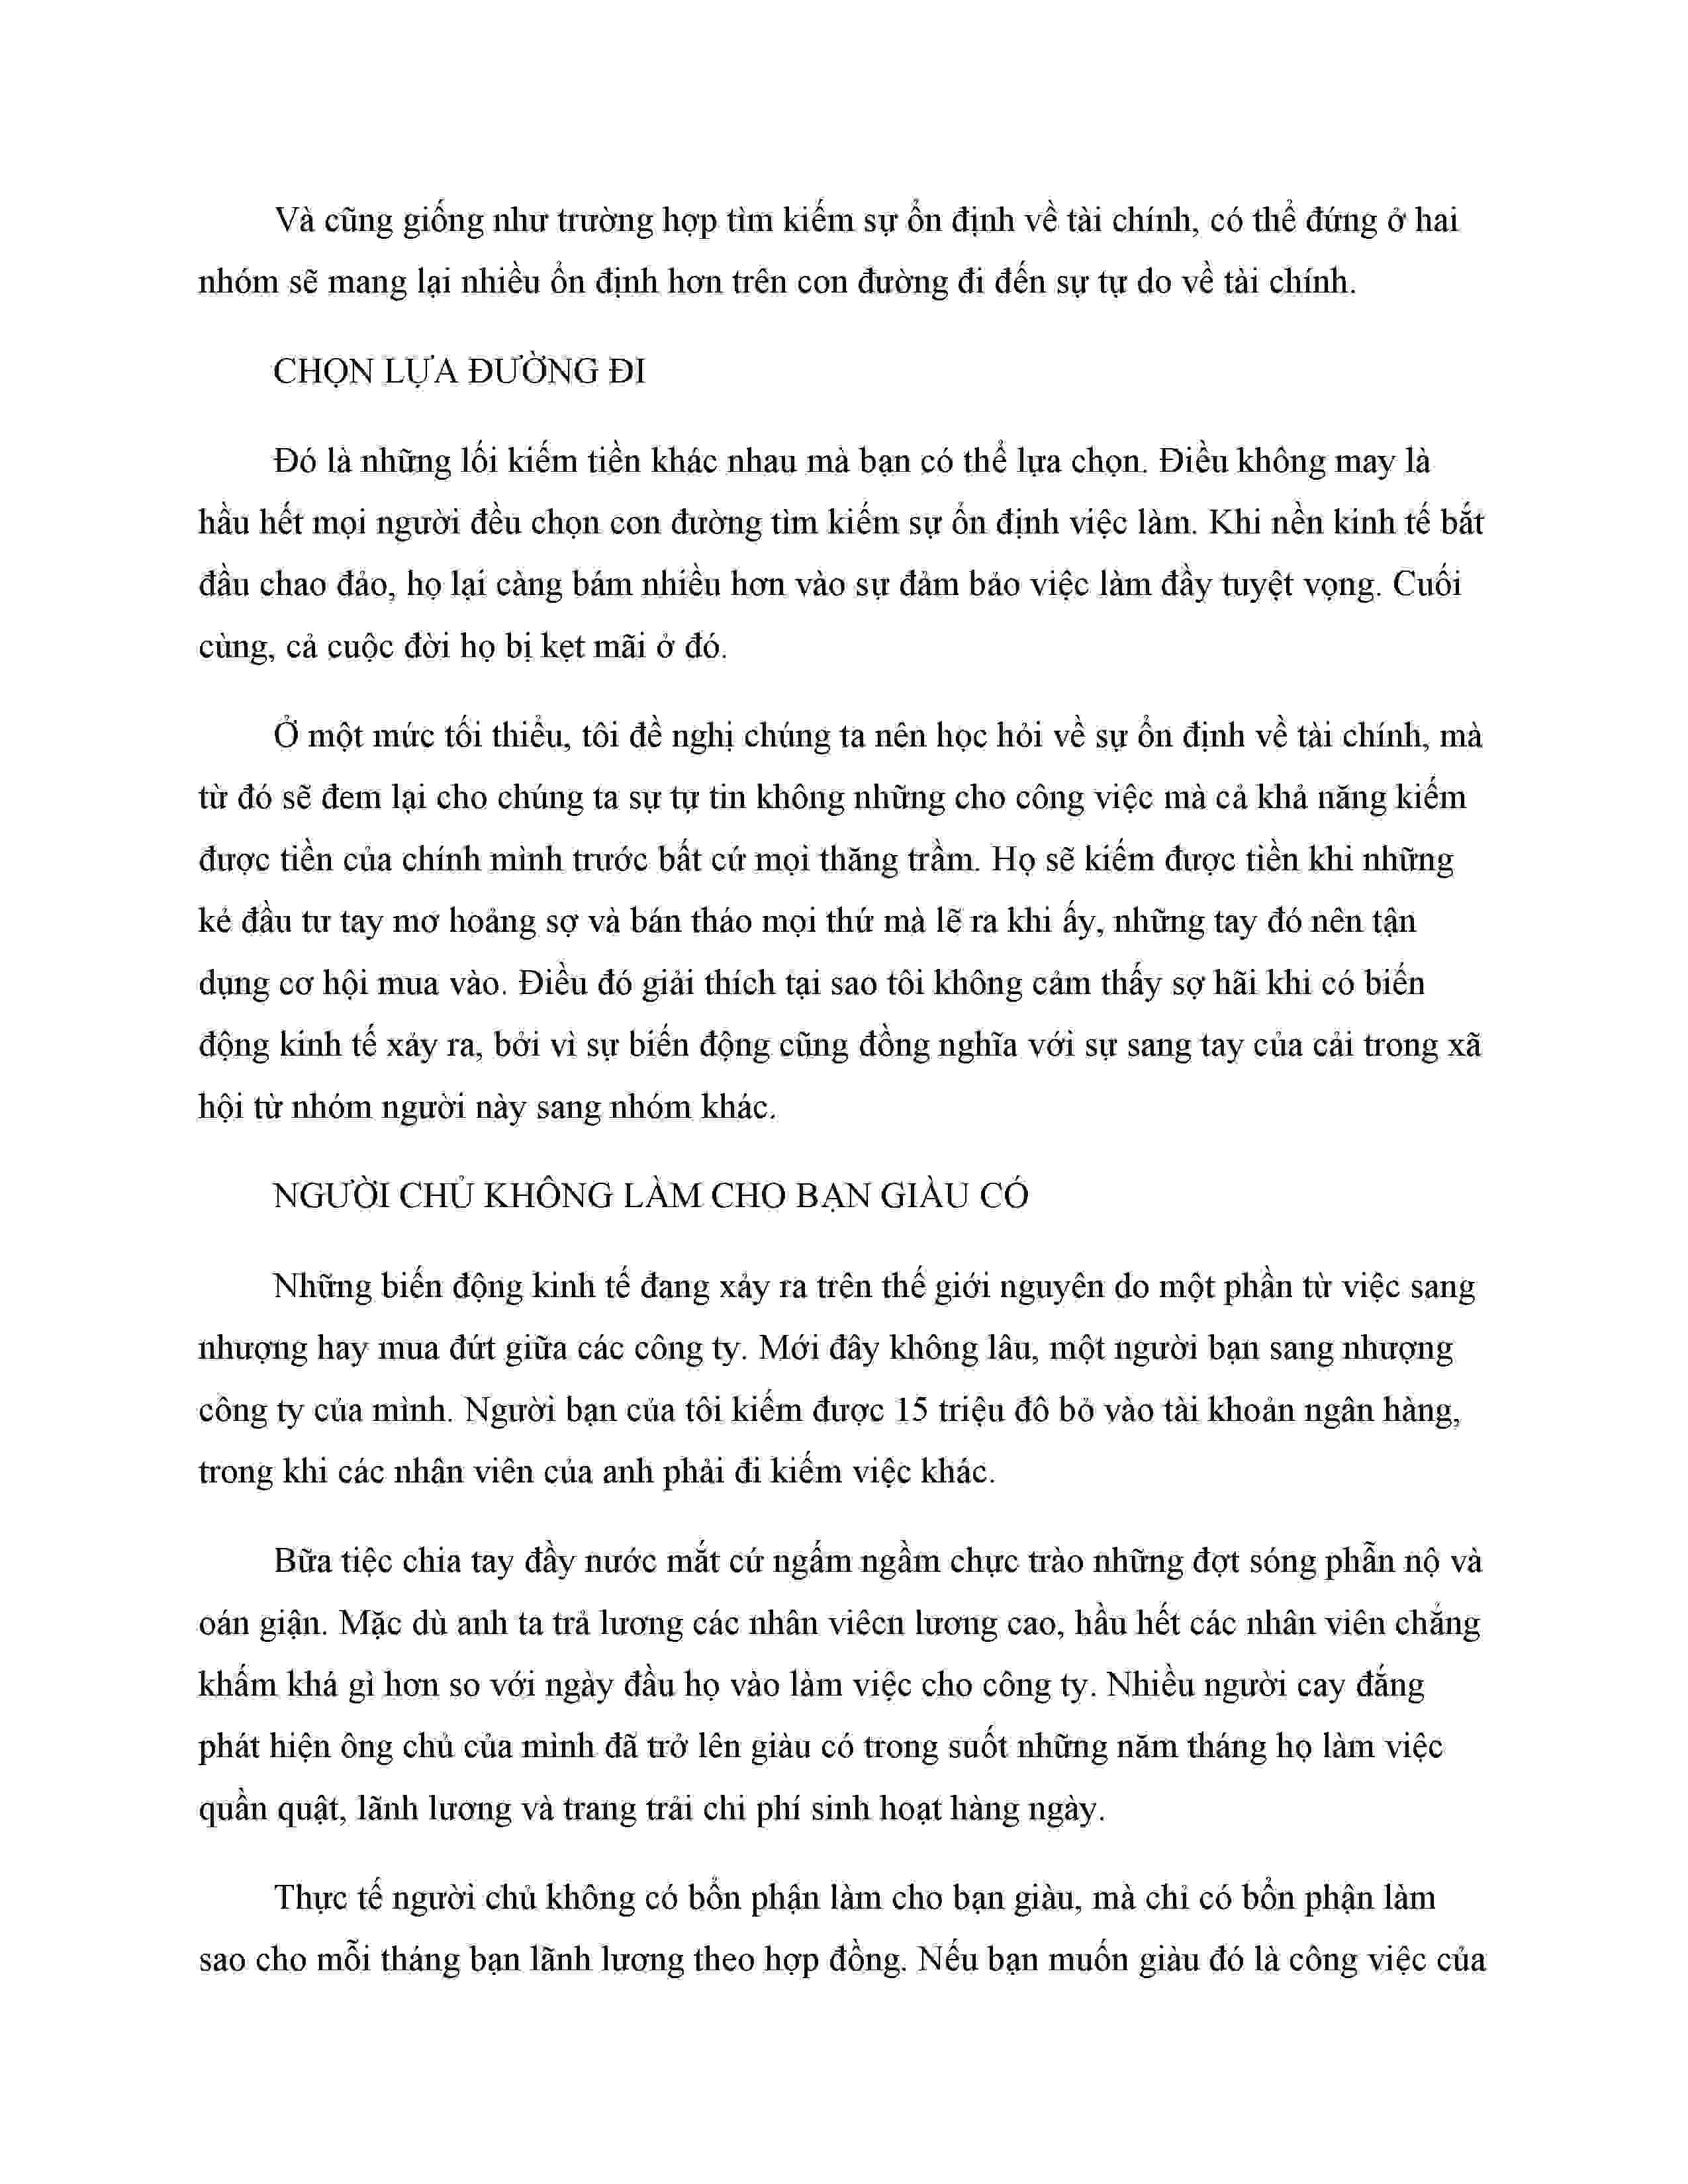 Và cũng giống như trường hợp tìm kiếm sự ổn định về tài chính, có thể đứng ở hai
nhóm sẽ mang lại nhiều ổn định hơn trên con đường đi đến sự tự do về tài chính.
CHỌN LỰA ĐƯỜNG ĐI
Đó là những lối kiếm tiền khác nhau mà bạn có thể lựa chọn. Điều không may là
hầu hết mọi người đều chọn con đường tìm kiếm sự ổn định việc làm. Khi nền kinh tế bắt
đầu chao đảo, họ lại càng bám nhiều hơn vào sự đảm bảo việc làm đầy tuyệt vọng. Cuối
cùng, cả cuộc đời họ bị kẹt mãi ở đó.
Ở một mức tối thiểu, tôi đề nghị chúng ta nên học hỏi về sự ổn định về tài chính, mà
từ đó sẽ đem lại cho chúng ta sự tự tin không những cho công việc mà cả khả năng kiếm
được tiền của chính mình trước bất cứ mọi thăng trầm. Họ sẽ kiếm được tiền khi những
kẻ đầu tư tay mơ hoảng sợ và bán tháo mọi thứ mà lẽ ra khi ấy, những tay đó nên tận
dụng cơ hội mua vào. Điều đó giải thích tại sao tôi không cảm thấy sợ hãi khi có biến
động kinh tế xảy ra, bởi vì sự biến động cũng đồng nghĩa với sự sang tay của cải trong xã
hội từ nhóm người này sang nhóm khác.
NGƯỜI CHỦ KHÔNG LÀM CHO BẠN GIÀU CÓ
Những biến động kinh tế đang xảy ra trên thế giới nguyên do một phần từ việc sang
nhượng hay mua đứt giữa các công ty. Mới đây không lâu, một người bạn sang nhượng
công ty của mình. Người bạn của tôi kiếm được 15 triệu đô bỏ vào tài khoản ngân hàng,
trong khi các nhân viên của anh phải đi kiếm việc khác.
Bữa tiệc chia tay đầy nước mắt cứ ngấm ngầm chực trào những đợt sóng phẫn nộ và
oán giận. Mặc dù anh ta trả lương các nhân viêcn lương cao, hầu hết các nhân viên chẳng
khấm khá gì hơn so với ngày đầu họ vào làm việc cho công ty. Nhiều người cay đắng
phát hiện ông chủ của mình đã trở lên giàu có trong suốt những năm tháng họ làm việc
quần quật, lãnh lương và trang trải chi phí sinh hoạt hàng ngày.
Thực tế người chủ không có bổn phận làm cho bạn giàu, mà chỉ có bổn phận làm
sao cho mỗi tháng bạn lãnh lương theo hợp đồng. Nếu bạn muốn giàu đó là công việc của